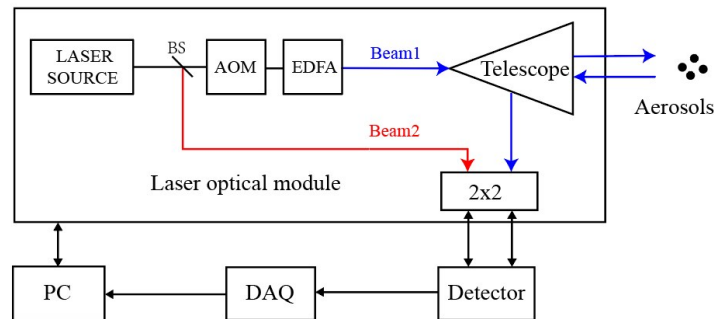 LASER
SOURCE
BS
AOM
EDFA
Beam1
Telescope
Aerosols
Beam2
Laser optical module
2x2
PC
DAQ
Detector